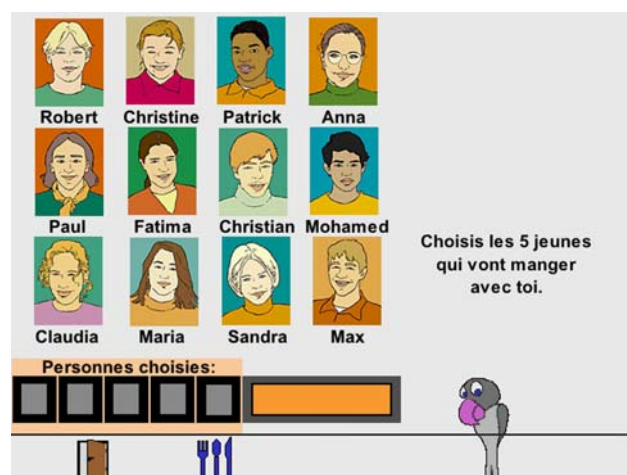 Robert Christine Patrick Anna
Paul Fatima Christian Mohamed
Claudia Maria Sandra Max
Choisis les 5 jeunes
qui vont manger
avec toi.
Personnes choisies: